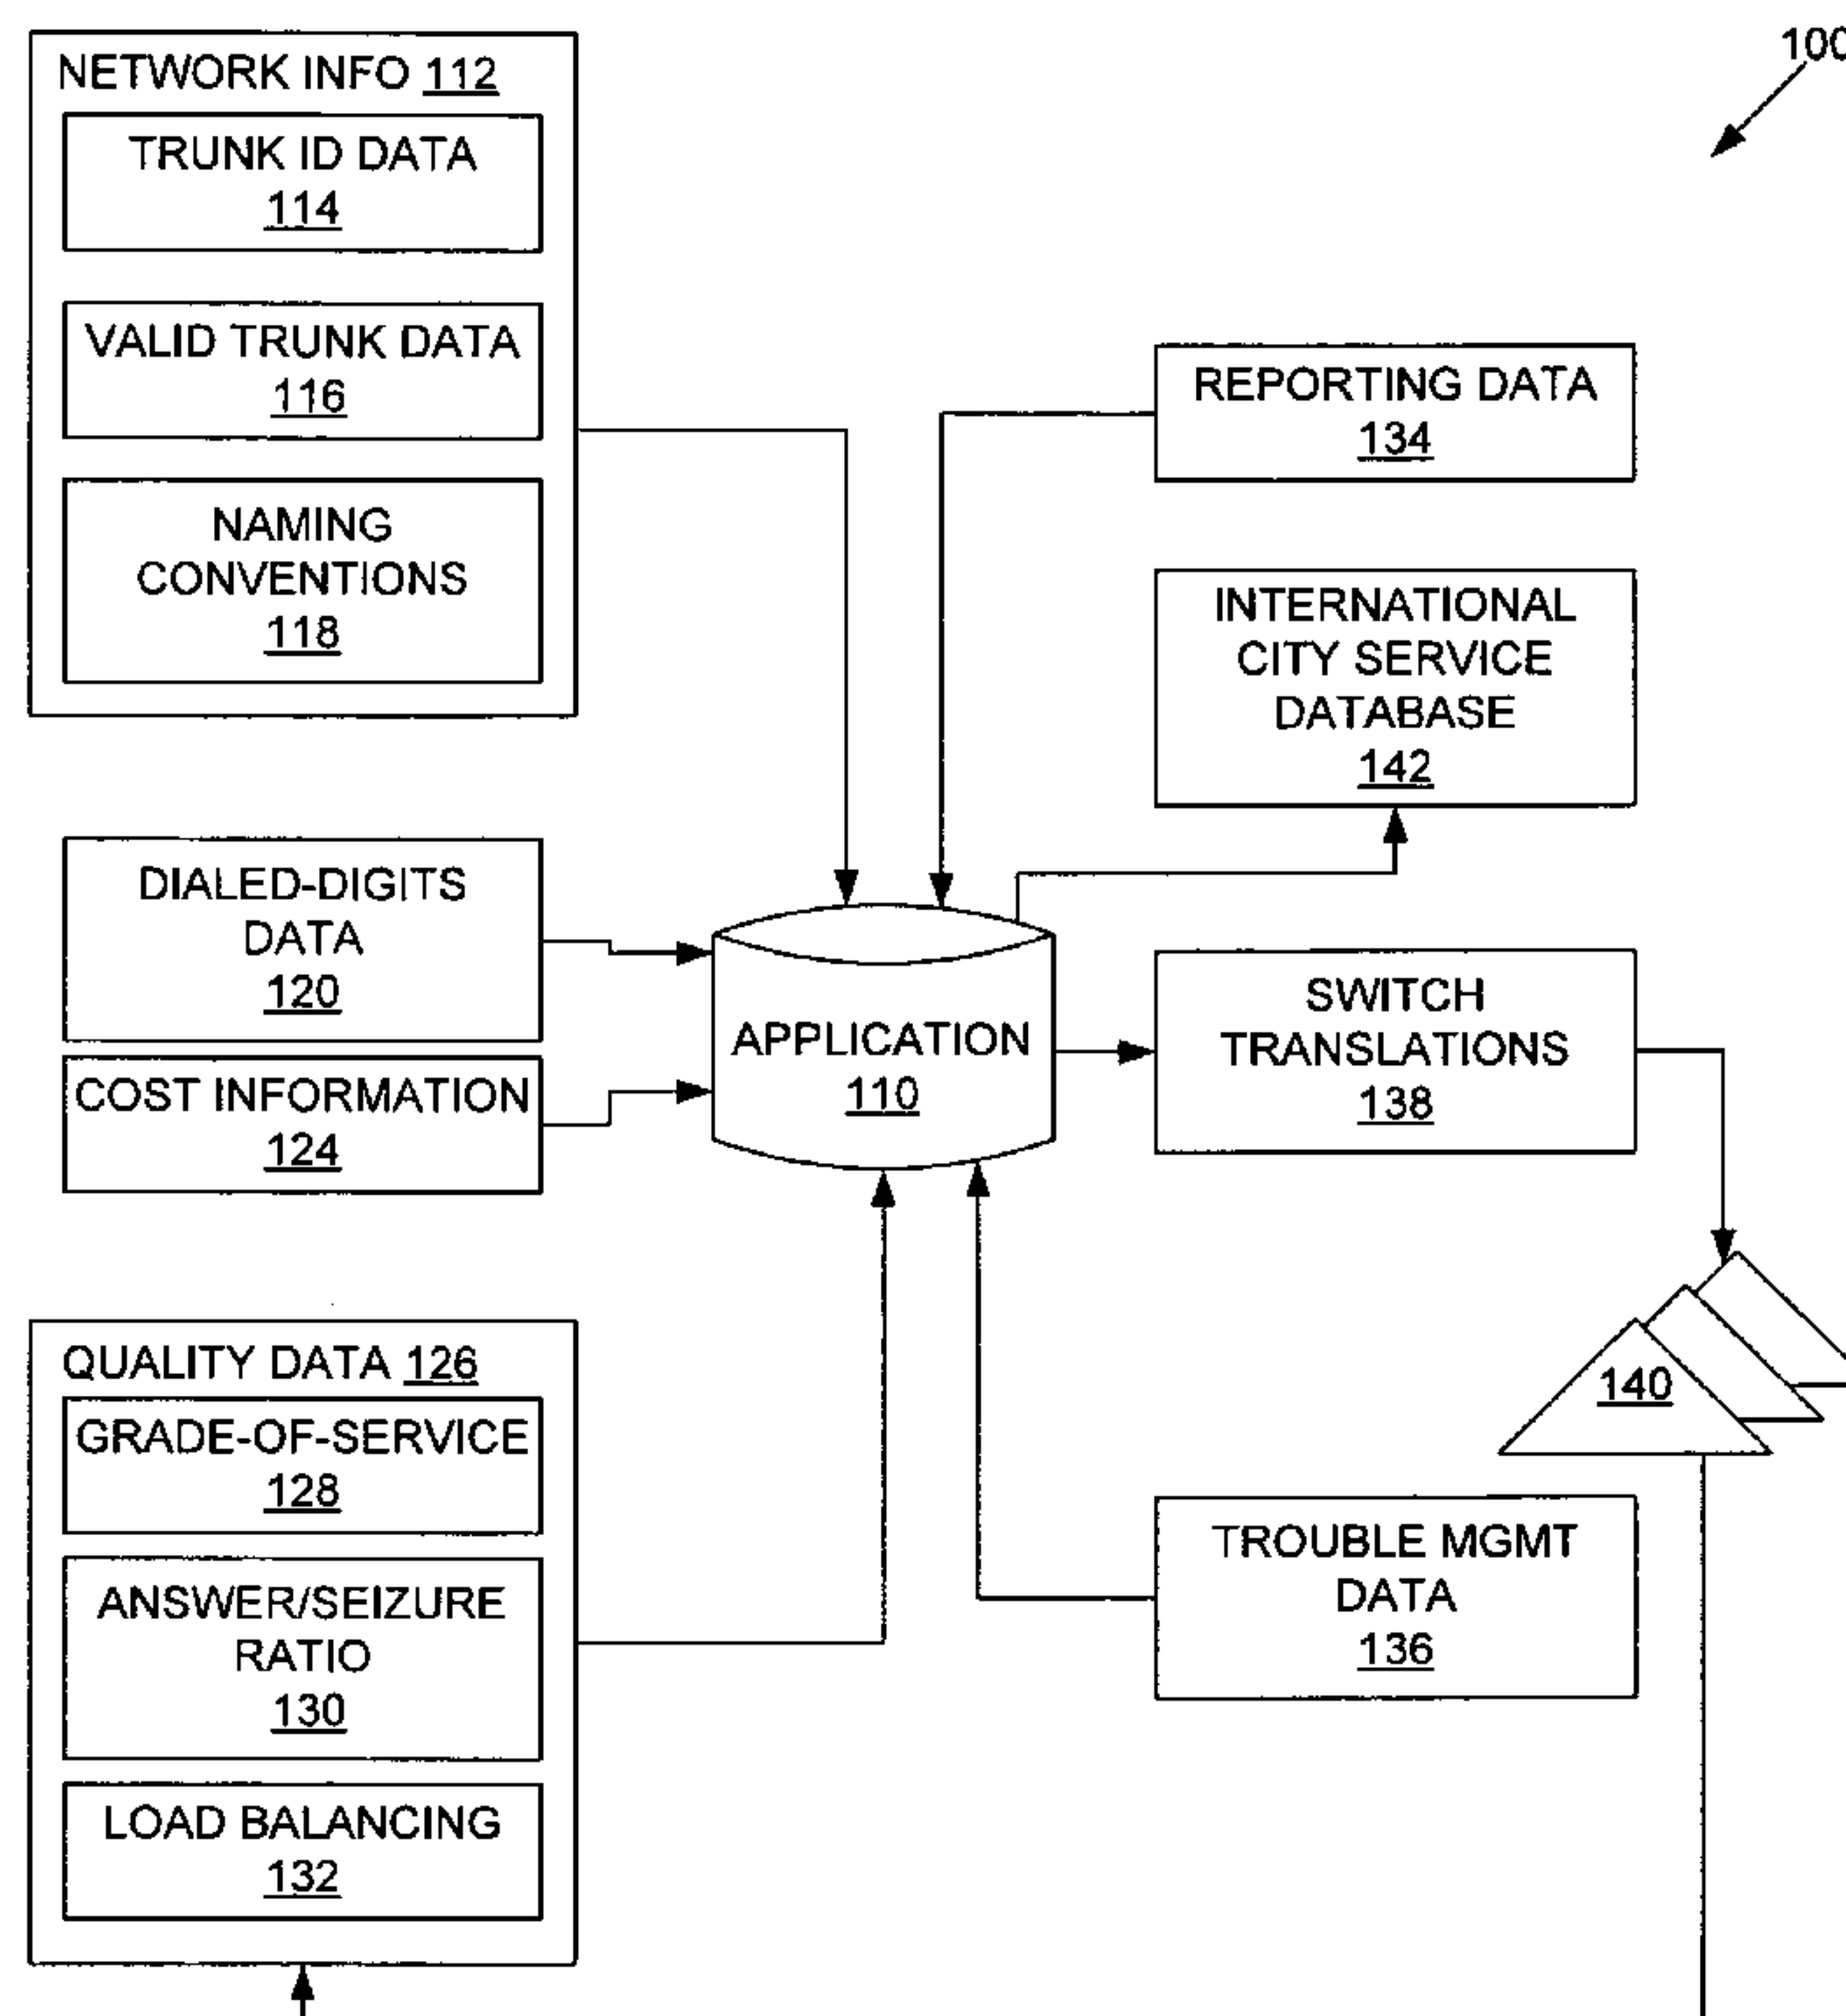 100
NETWORK INFO 112
TRUNK ID DATA
114
VALID TRUNK DATA
116
NAMING
CONVENTIONS
118
REPORTING DATA
134
INTERNATIONAL
CITY SERVICE
DATABASE
142
DIALED-DIGITS
DATA
120
COST INFORMATION
124
APPLICATION
110
SWITCH
TRANSLATIONS
138
140
QUALITY DATA 126
GRADE-OF-SERVICE
128
ANSWER/SEIZURE
RATIO
130
LOAD BALANCING
132
TROUBLE MGMT
DATA
136